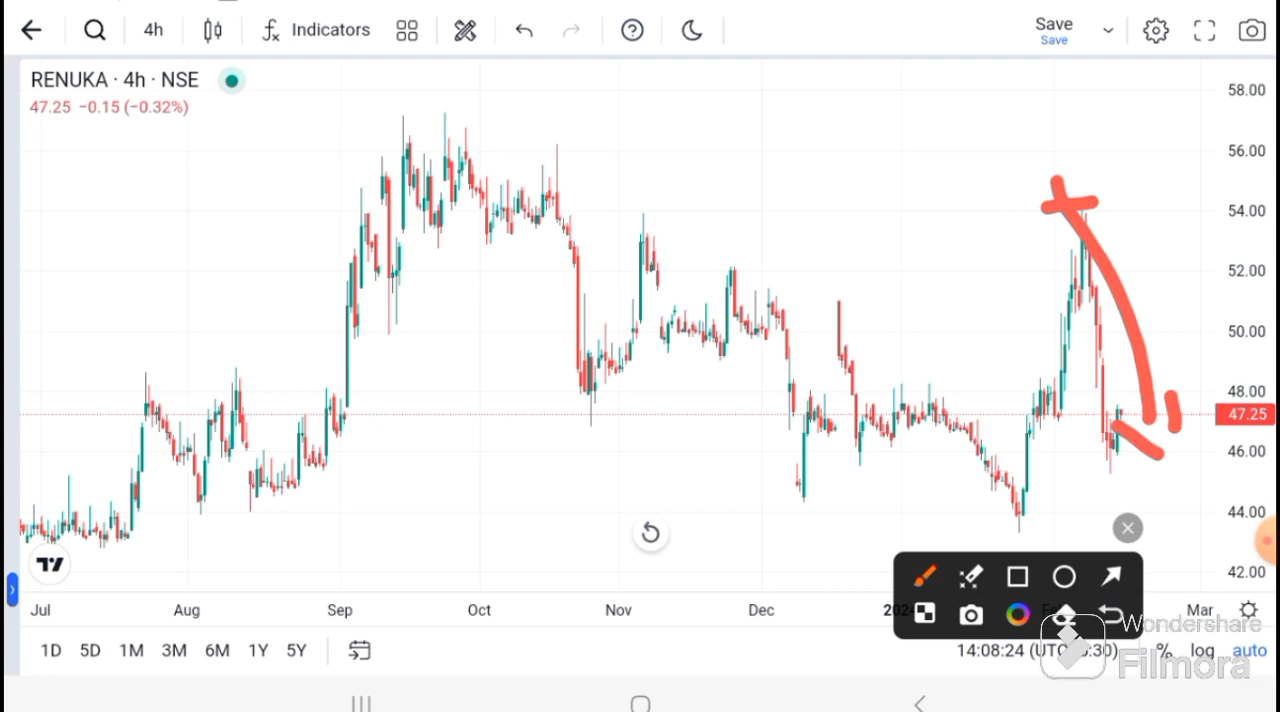 4h Indicators Save
Save
RENUKA · 4h · NSE
47.25 −0.15 (−0.32%)
58.00
56.00
54.00
52.00
50.00
48.00
47.25
46.00
44.00
42.00
Jul Aug Sep Oct Nov Dec Mar
1D 5D 1M 3M 6M 1Y 5Y 14:08:24 % log auto
Wondershare
Filmora